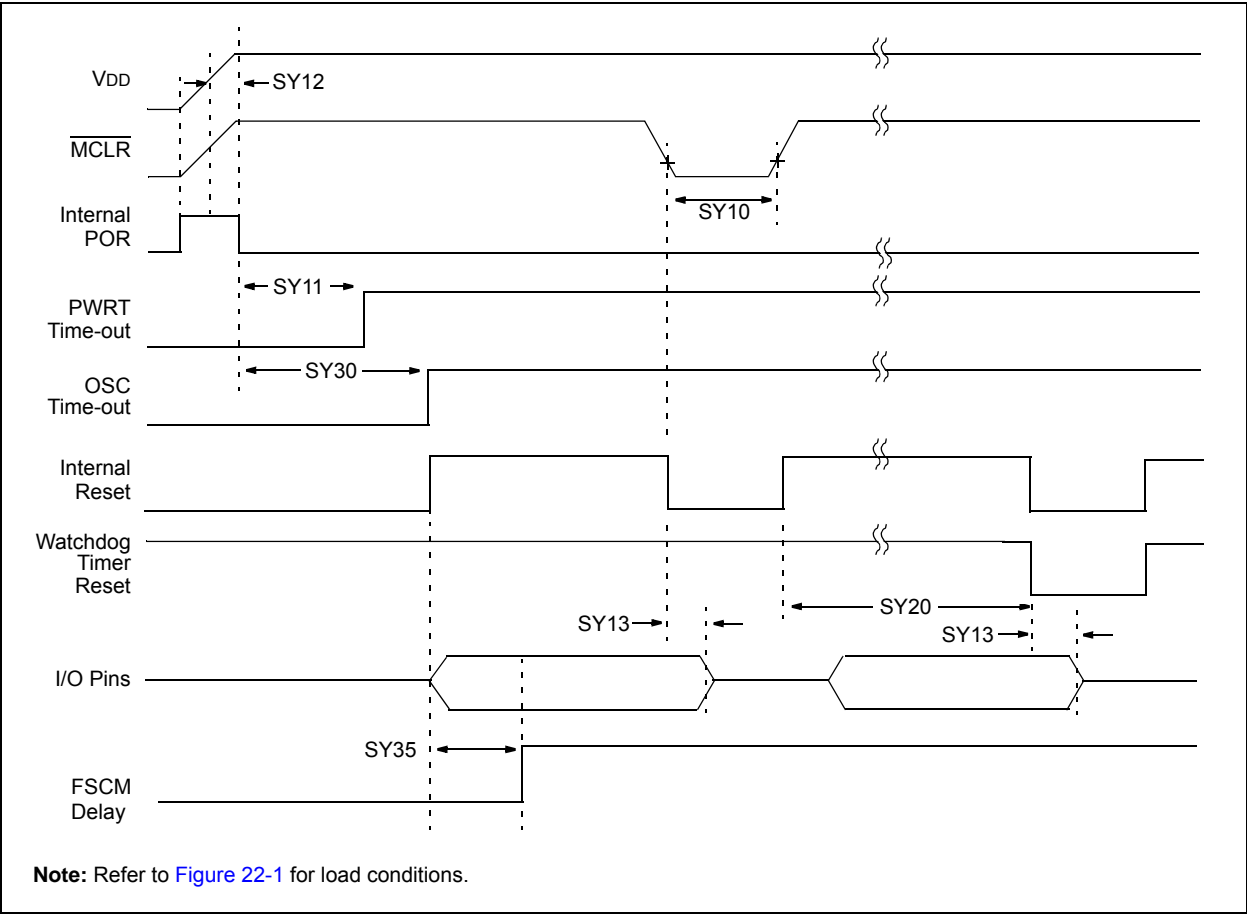 VDD
SY12
MCLR
SY10
Internal
POR
SY11
PWRT
Time-out
SY30
OSC
Time-out
Internal
Reset
Watchdog
Timer
Reset
SY20
SY13
SY13
I/O Pins
SY35
FSCM
Delay
Note: Refer to Figure 22-1 for load conditions.